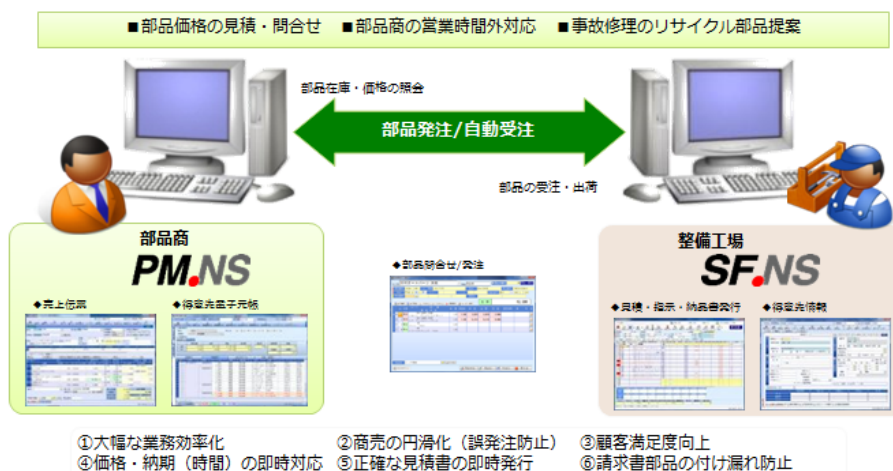 ■部品価格の見積・問合せ ■部品商の営業時間外対応 ■事故修理のリサイクル部品提案
部品在庫・価格の照会
部品発注/自動受注
部品の受注・出荷
部品商
PM.NS
◆売上伝票 ◆得意先電子元帳
◆部品問合せ/発注
整備工場
SF.NS
◆見積・指示・納品書発行 ◆得意先情報
①大幅な業務効率化 ②商売の円滑化（誤発注防止） ③顧客満足度向上
④価格・納期（時間）の即時対応 ⑤正確な見積書の即時発行 ⑥請求書部品の付け漏れ防止